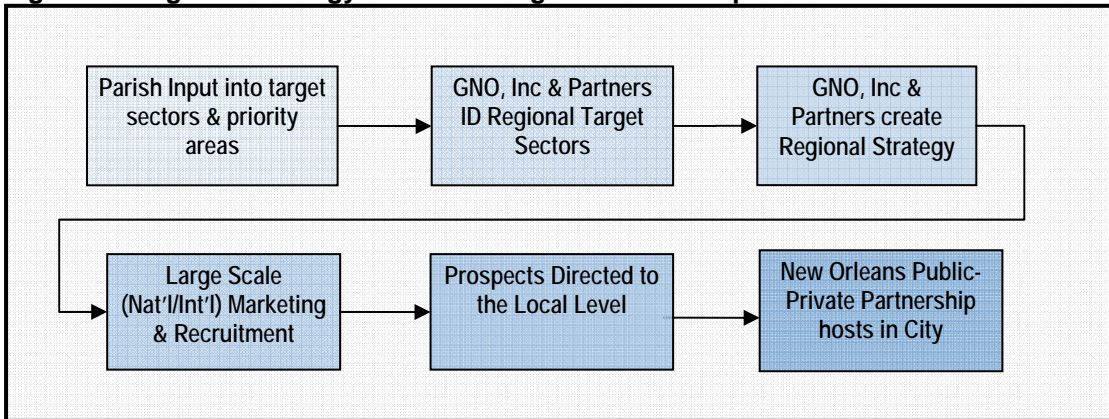 Parish Input into target
sectors & priority
areas
GNO, Inc & Partners
ID Regional Target
Sectors
GNO, Inc &
Partners create
Regional Strategy
Large Scale
(Nat'l/Int'l) Marketing
& Recruitment
Prospects Directed to
the Local Level
New Orleans Public-
Private Partnership
hosts in City